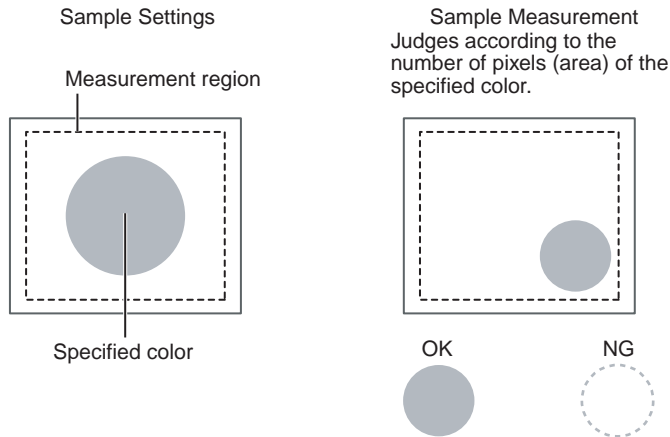 Sample Settings
Measurement region
Specified color
Sample Measurement
Judges according to the
number of pixels (area) of the
specified color.
OK
NG